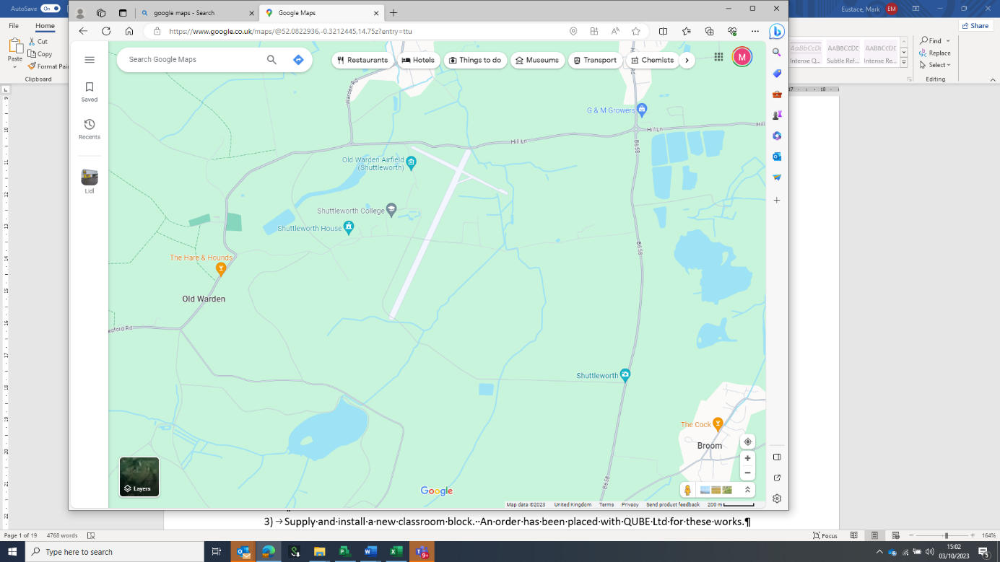 AutoSave On
google maps - Search
Google Maps
Eustace, Mark EM
File Home
Share
https://www.google.co.uk/maps/@52.0822936,-0.3212445,14.75z?entry=ttu
Paste
Cut
Copy
Format Pain
Clipboard
Find
Replace
Select
Editing
AaBbCcDc
AABBCCDC
AABBCCDC
Intense Q...
Subtle Ref...
Intense Re...
Search Google Maps
Restaurants
Hotels
Things to do
Museums
Transport
Chemists
M
Saved
Recents
Lidl
Warden Rd
G & M Growers
Hill Ln
Hill Ln
B658
Old Warden Airfield
(Shuttleworth)
Shuttleworth College
Shuttleworth House
The Hare & Hounds
Old Warden
B658
edford Rd
Shuttleworth
The Cock
Broom
B658
Layers
Google
Map data ©2023 United Kingdom Terms Privacy Send product feedback 200 m
3) → Supply and install a new classroom block. An order has been placed with QUBE Ltd for these works.¶
Page 1 of 19 4768 words
Focus
164%
Type here to search
9+
15:02
03/10/2023
5